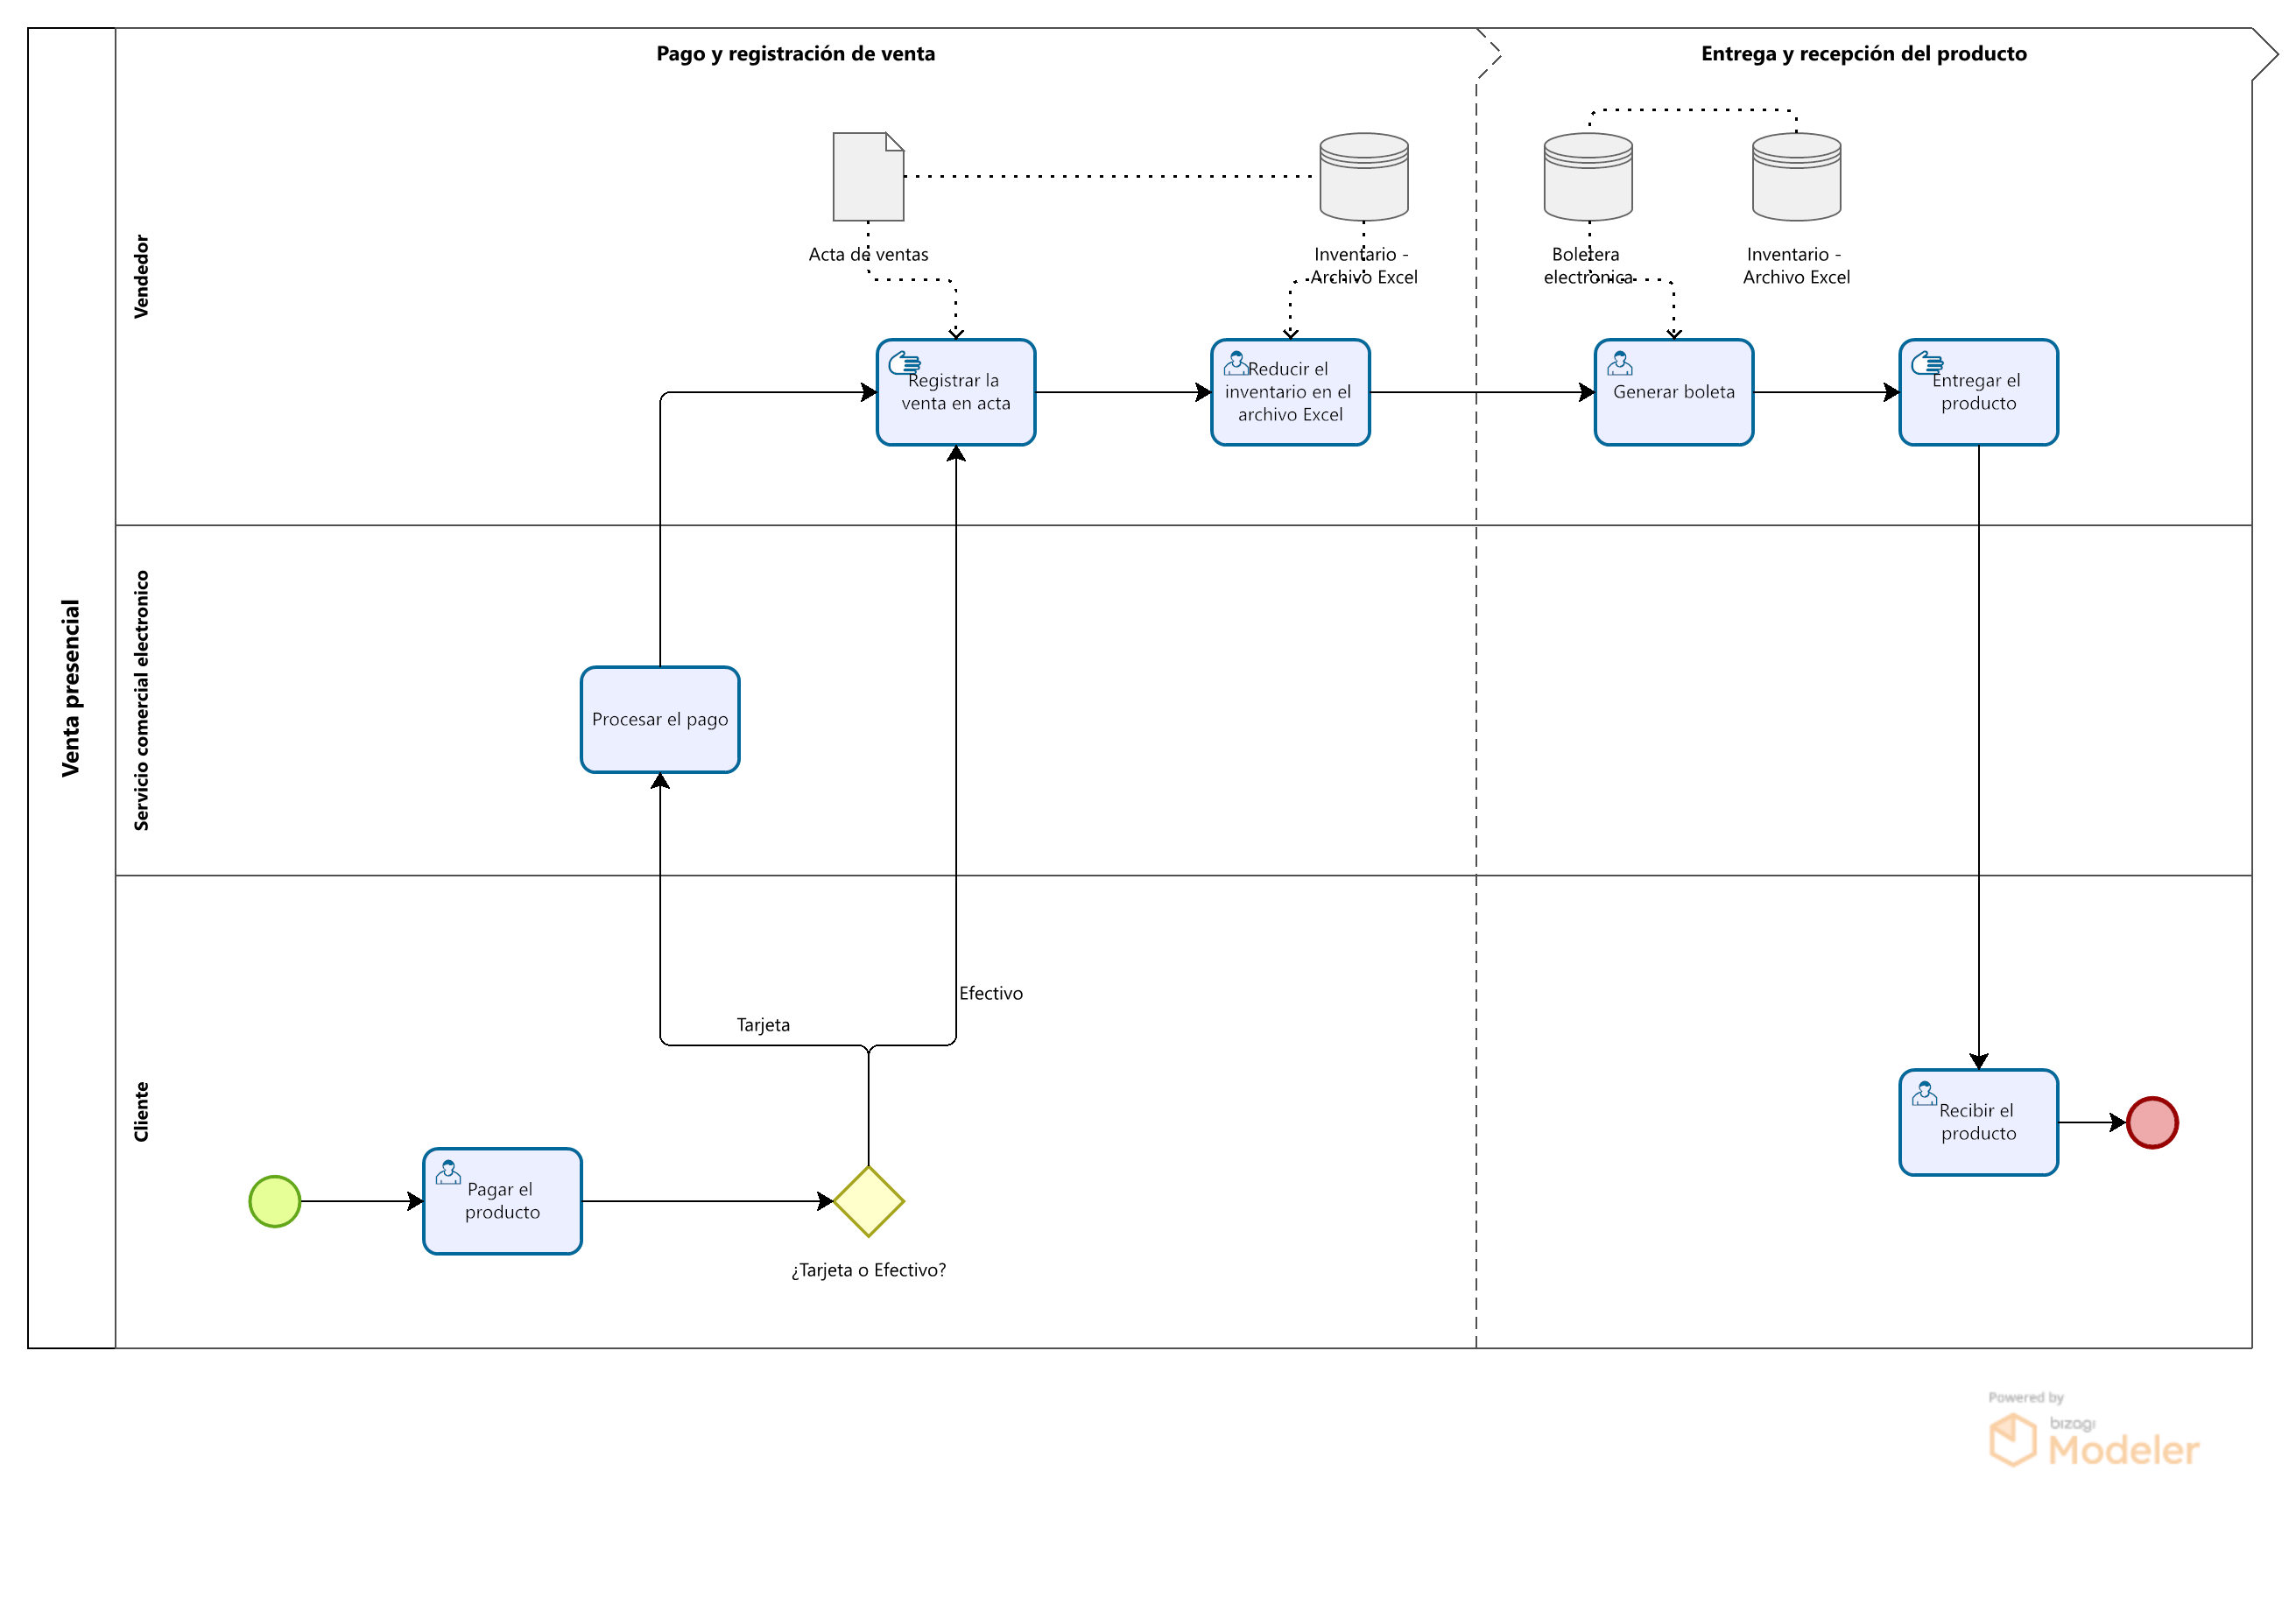 Pago y registración de venta
Entrega y recepción del producto
Venta presencial
Vendedor
Acta de ventas
Inventario -
Archivo Excel
Boletera
electronica
Inventario -
Archivo Excel
Registrar la
venta en acta
Reducir el
inventario en el
archivo Excel
Generar boleta
Entregar el
producto
Servicio comercial electronico
Procesar el pago
Cliente
Efectivo
Tarjeta
Pagar el
producto
¿Tarjeta o Efectivo?
Recibir el
producto
Powered by
bizagi
Modeler